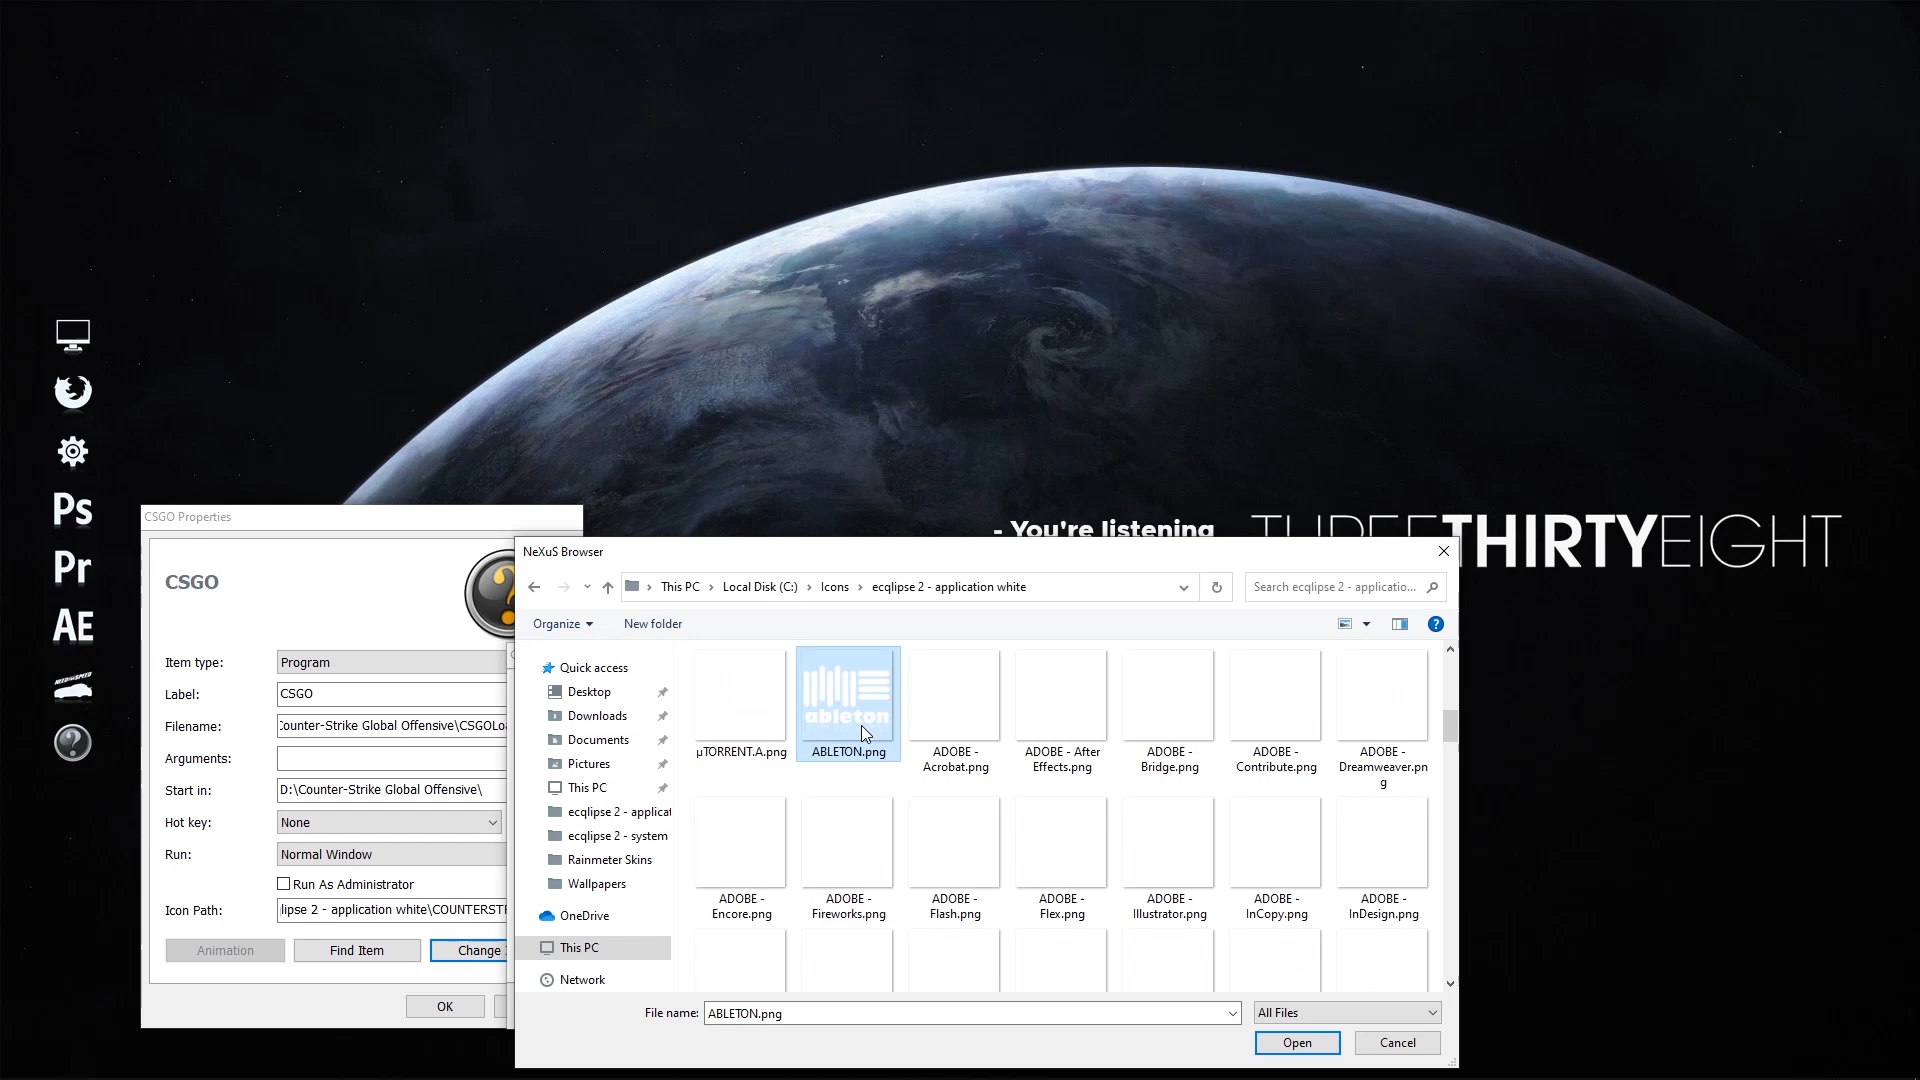 Ps
Pr
AE
NEED FOR SPEED
- You're listening
THREETHIRTYEIGHT
CSGO Properties
CSGO
Item type:
Program
Label:
CSGO
Filename:
Counter-Strike Global Offensive\CSGOLo
Arguments:
Start in:
D:\Counter-Strike Global Offensive\
Hot key:
None
Run:
Normal Window
Run As Administrator
Icon Path:
lipse 2 - application white\COUNTERSTR
Animation
Find Item
Change
OK
NeXuS Browser
This PC
Local Disk (C:)
Icons
ecqlipse 2 - application white
Search ecqlipse 2 - applicatio...
Organize
New folder
Quick access
Desktop
Downloads
Documents
Pictures
This PC
ecqlipse 2 - applicat
ecqlipse 2 - system
Rainmeter Skins
Wallpapers
OneDrive
This PC
Network
µTORRENT.A.png
ableton
ABLETON.png
ADOBE -
Acrobat.png
ADOBE - After
Effects.png
ADOBE -
Bridge.png
ADOBE -
Contribute.png
ADOBE -
Dreamweaver.pn
g
ADOBE -
Encore.png
ADOBE -
Fireworks.png
ADOBE -
Flash.png
ADOBE -
Flex.png
ADOBE -
Illustrator.png
ADOBE -
InCopy.png
ADOBE -
InDesign.png
File name:
ABLETON.png
All Files
Open
Cancel